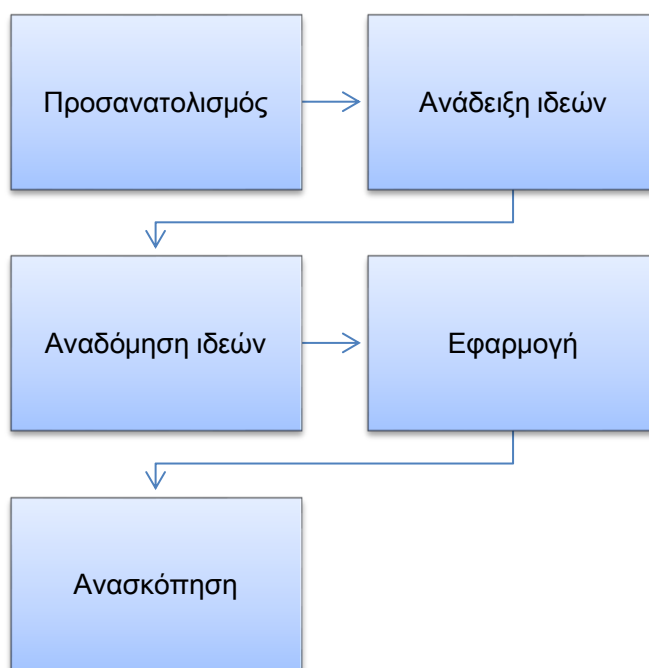 Προσανατολισμός
Ανάδειξη ιδεών
Αναδόμηση ιδεών
Εφαρμογή
Ανασκόπηση